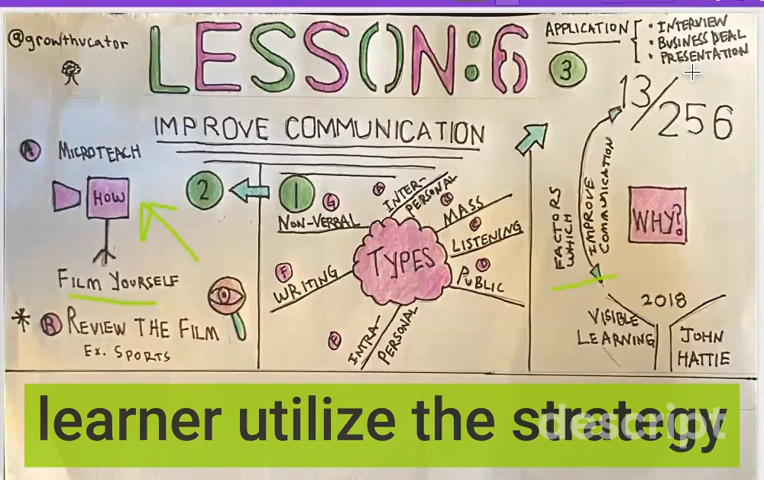 @growthucator
LESSON:6
IMPROVE COMMUNICATION
APPLICATION
• INTERVIEW
• BUSINESS DEAL
• PRESENTATION
3
13/256
A MICROTEACH
HOW
FILM YOURSELF
* B REVIEW THE FILM
EX. SPORTS
2
1
TYPES
A INTER-PERSONAL
B MASS
C LISTENING
D PUBLIC
E INTRA-PERSONAL
F WRITING
G NON-VERBAL
FACTORS WHICH
IMPROVE COMMUNICATION
WHY?
2018
VISIBLE
LEARNING
JOHN
HATTIE
learner utilize the strategy
descript